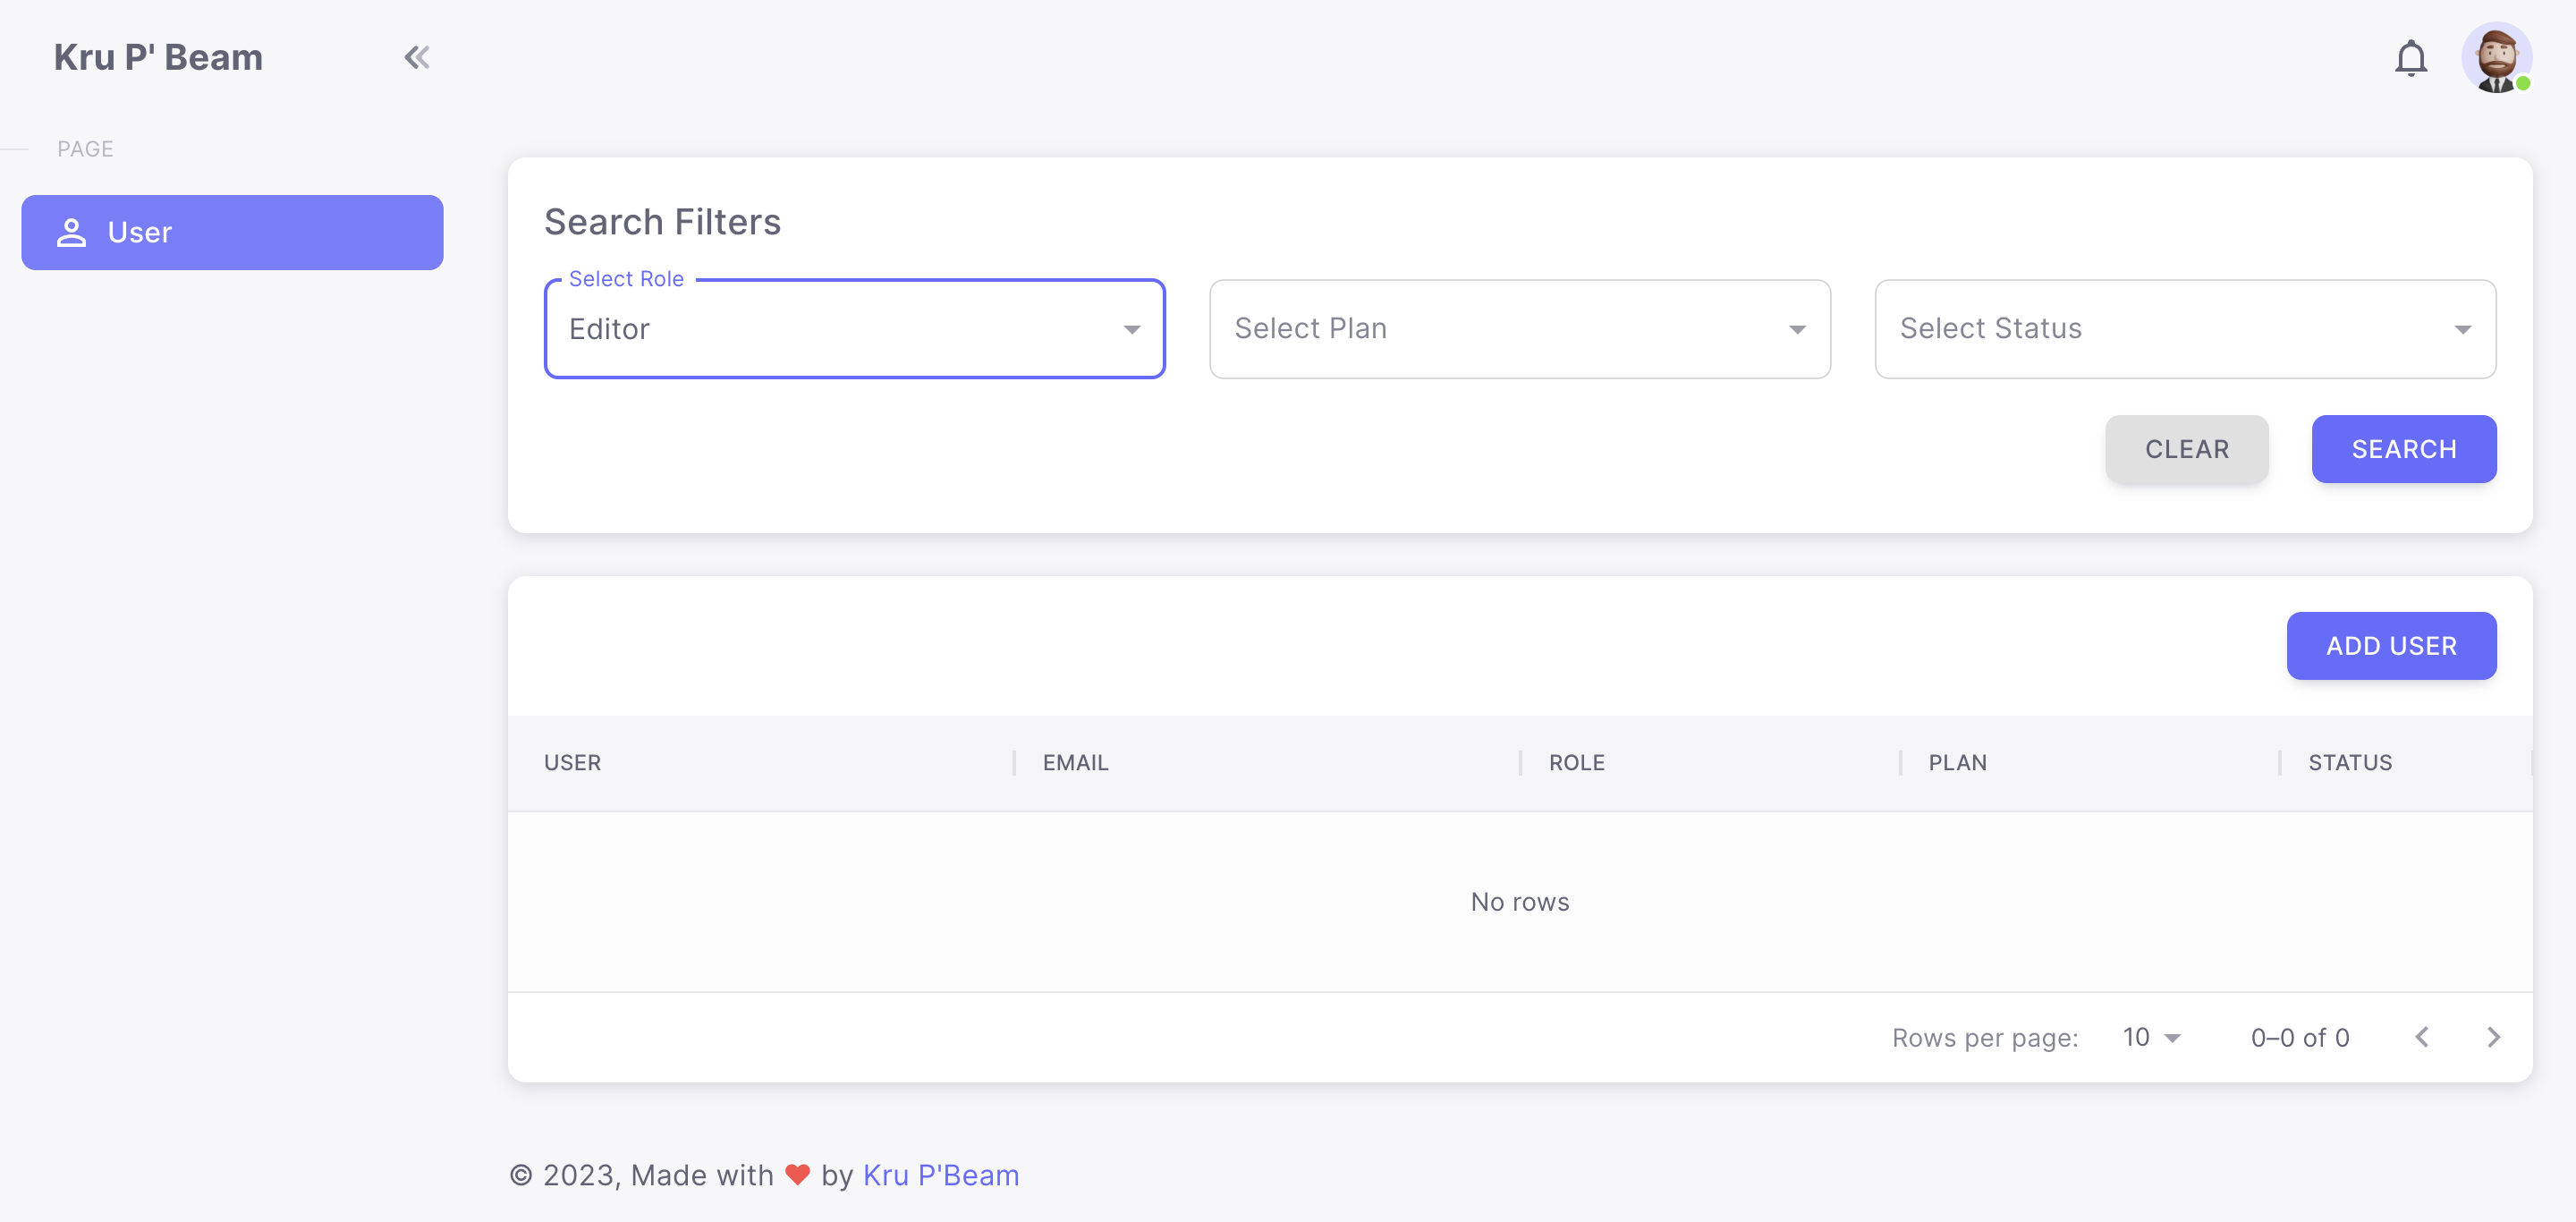 Kru P' Beam
PAGE
User
Search Filters
Select Role
Editor
Select Plan
Select Status
CLEAR
SEARCH
ADD USER
USER EMAIL ROLE PLAN STATUS
No rows
Rows per page: 10 0–0 of 0
© 2023, Made with ❤ by Kru P'Beam